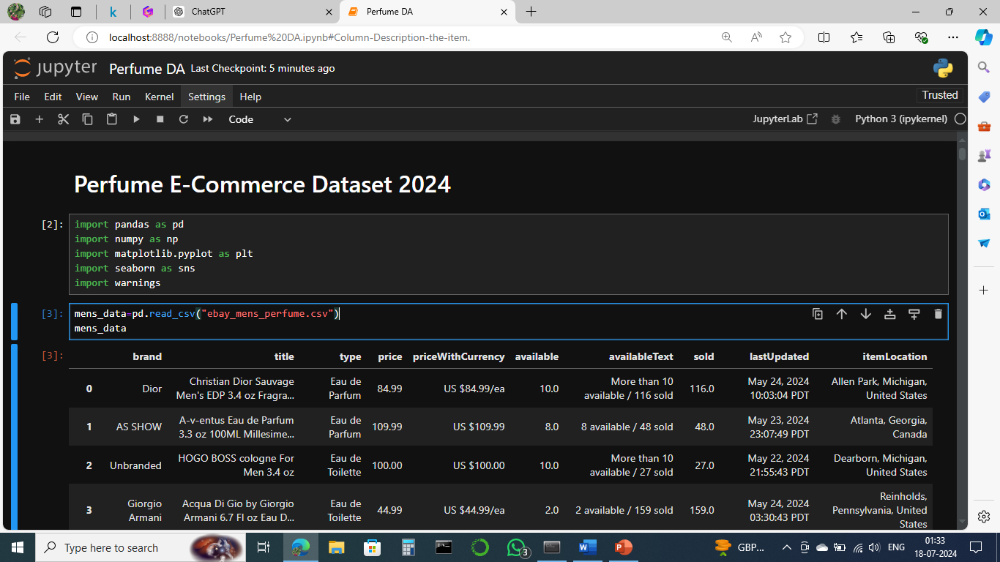 ChatGPT
Perfume DA
localhost:8888/notebooks/Perfume%20DA.ipynb#Column-Description-the-item.
jupyter Perfume DA Last Checkpoint: 5 minutes ago
File Edit View Run Kernel Settings Help
Trusted
Code
JupyterLab
Python 3 (ipykernel)
Perfume E-Commerce Dataset 2024
[2]:
import pandas as pd
import numpy as np
import matplotlib.pyplot as plt
import seaborn as sns
import warnings
[3]:
mens_data=pd.read_csv("ebay_mens_perfume.csv")
mens_data
[3]:
brand title type price priceWithCurrency available availableText sold lastUpdated itemLocation
0 Dior Christian Dior Sauvage
Men's EDP 3.4 oz Fragra...
Eau de
Parfum
84.99 US $84.99/ea 10.0 More than 10
available / 116 sold
116.0 May 24, 2024
10:03:04 PDT
Allen Park, Michigan,
United States
1 AS SHOW A-v-entus Eau de Parfum
3.3 oz 100ML Millesime...
Eau de
Parfum
109.99 US $109.99 8.0 8 available / 48 sold 48.0 May 23, 2024
23:07:49 PDT
Atlanta, Georgia,
Canada
2 Unbranded HOGO BOSS cologne For
Men 3.4 oz
Eau de
Toilette
100.00 US $100.00 10.0 More than 10
available / 27 sold
27.0 May 22, 2024
21:55:43 PDT
Dearborn, Michigan,
United States
3 Giorgio
Armani
Acqua Di Gio by Giorgio
Armani 6.7 Fl oz Eau D...
Eau de
Toilette
44.99 US $44.99/ea 2.0 2 available / 159 sold 159.0 May 24, 2024
03:30:43 PDT
Reinholds,
Pennsylvania, United
States
Type here to search
3
GBP...
ENG
01:33
18-07-2024